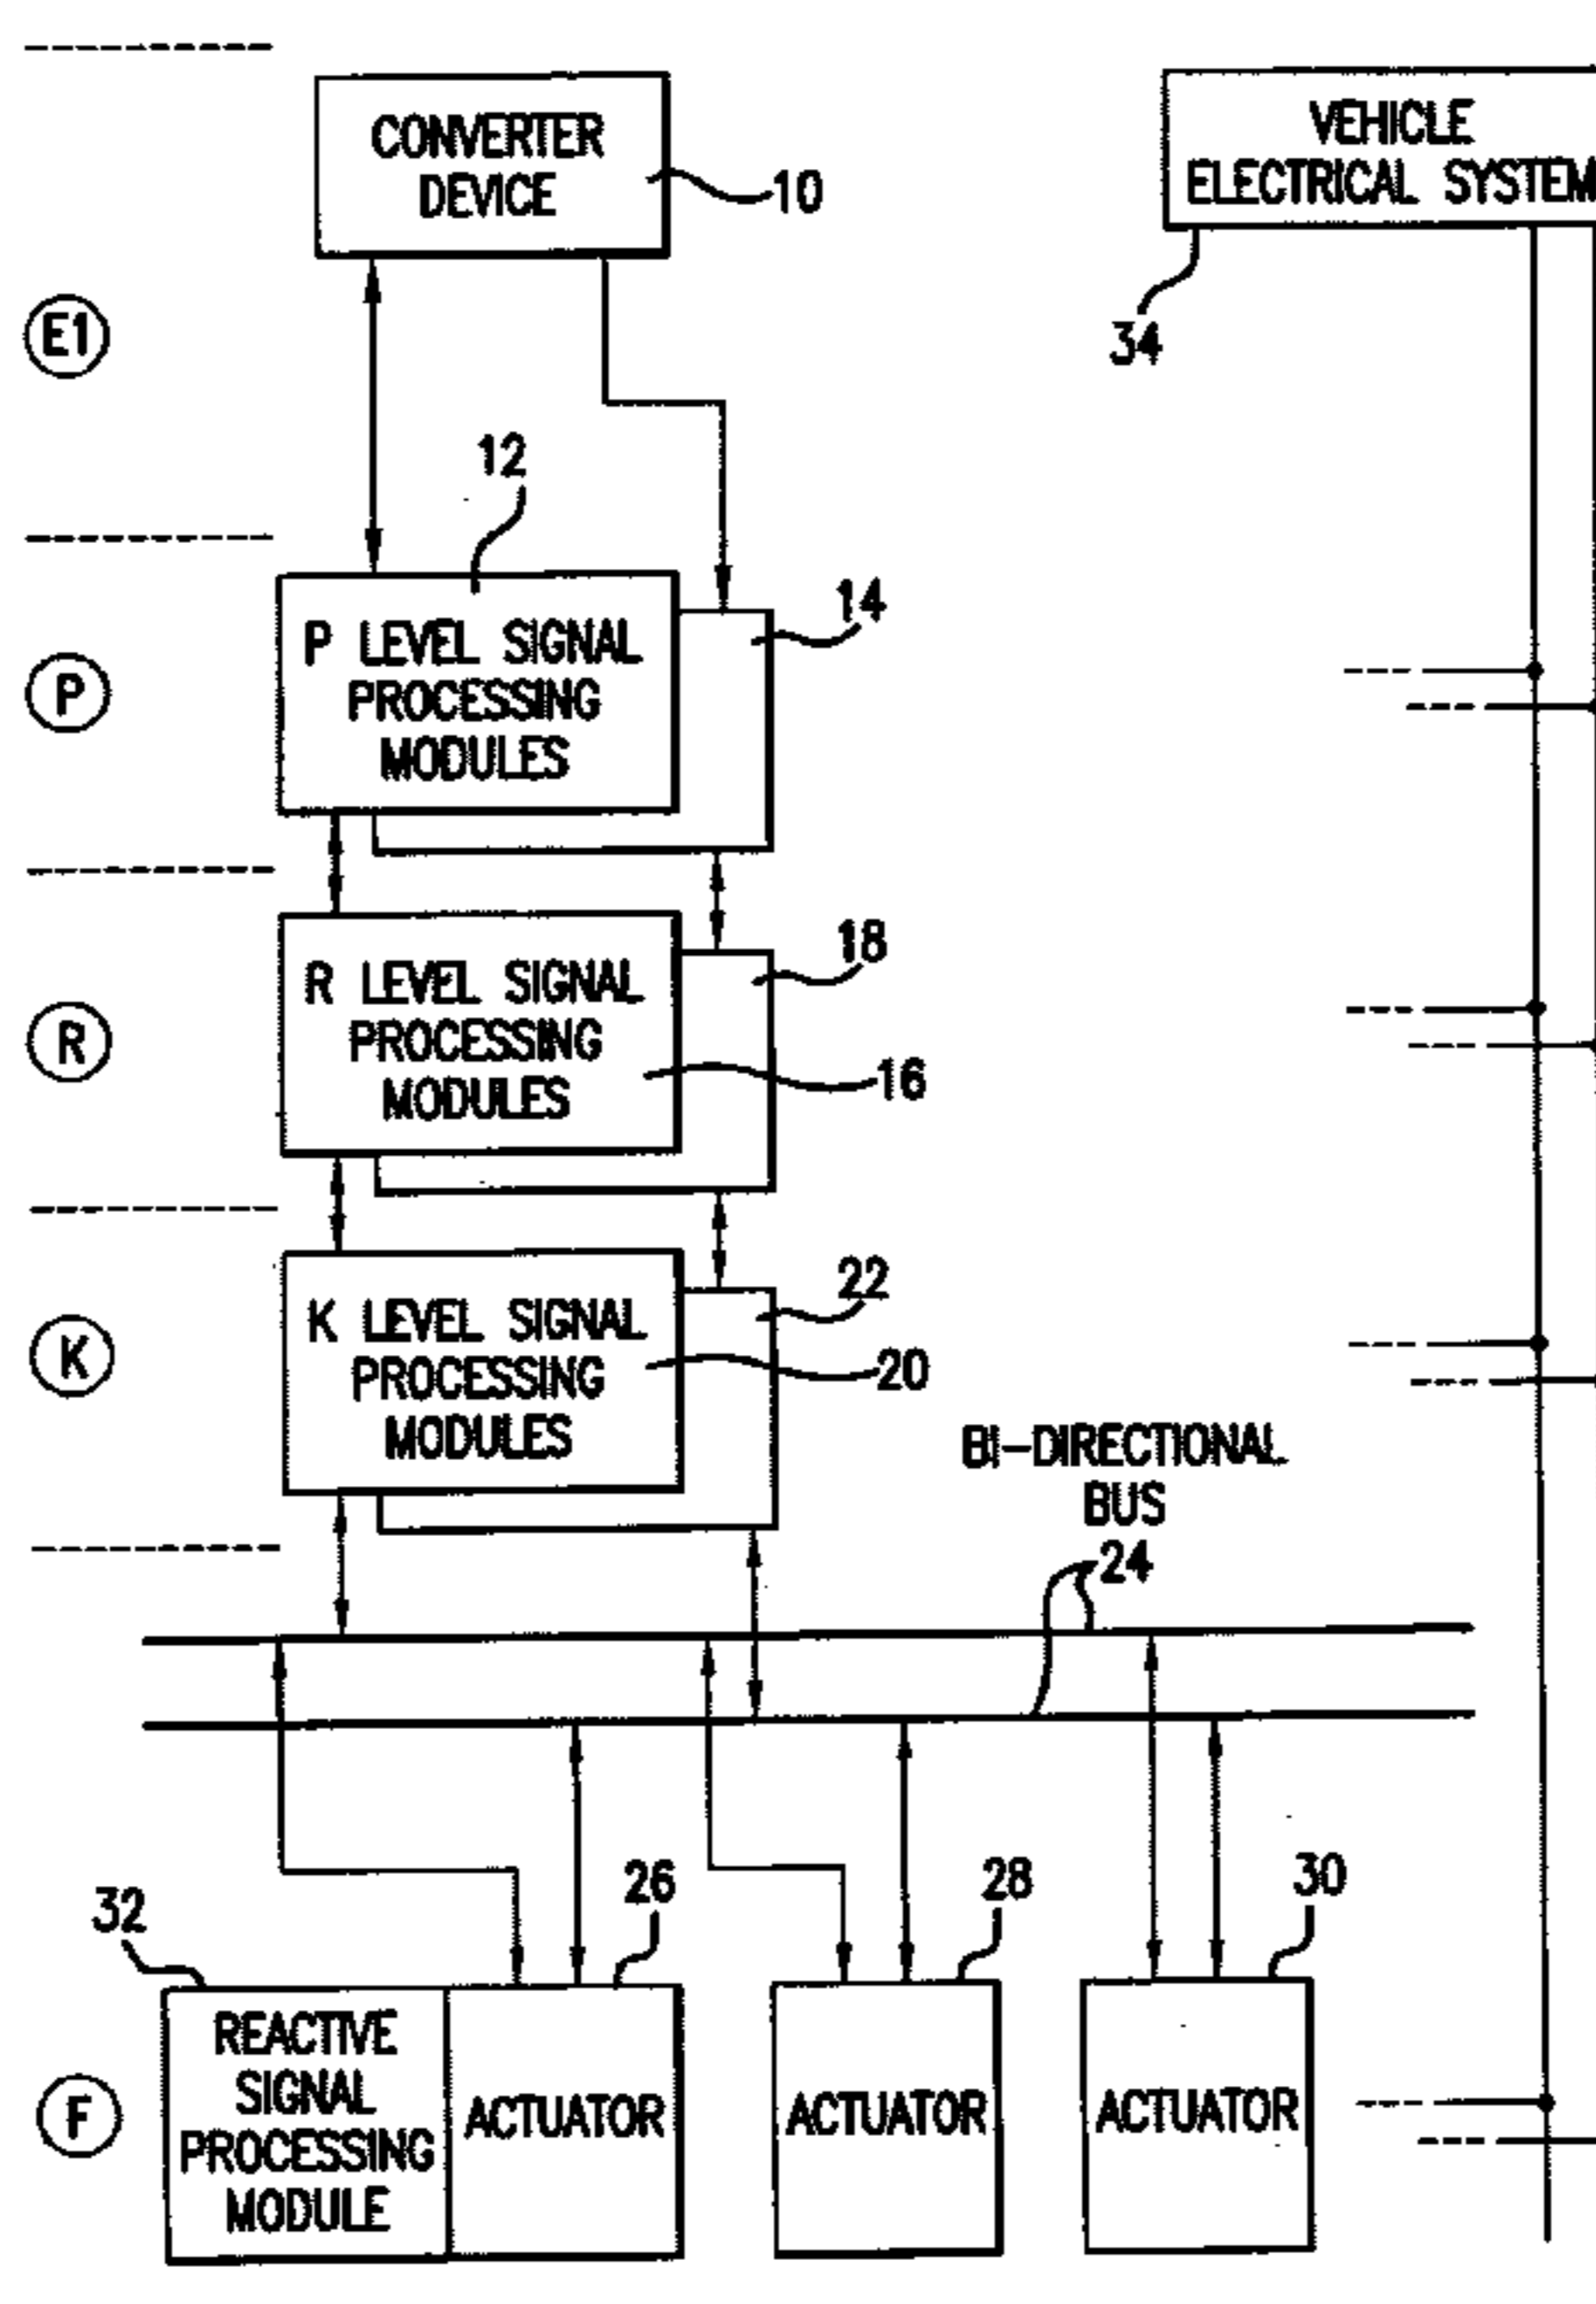 CONVERTER
DEVICE
10
VEHICLE
ELECTRICAL SYSTEM
34
E1
12
P LEVEL SIGNAL
PROCESSING
MODULES
14
P
R LEVEL SIGNAL
PROCESSING
MODULES
18
16
R
K LEVEL SIGNAL
PROCESSING
MODULES
22
20
K
BI-DIRECTIONAL
BUS
24
32
26
28
30
F
REACTIVE
SIGNAL
PROCESSING
MODULE
ACTUATOR
ACTUATOR
ACTUATOR